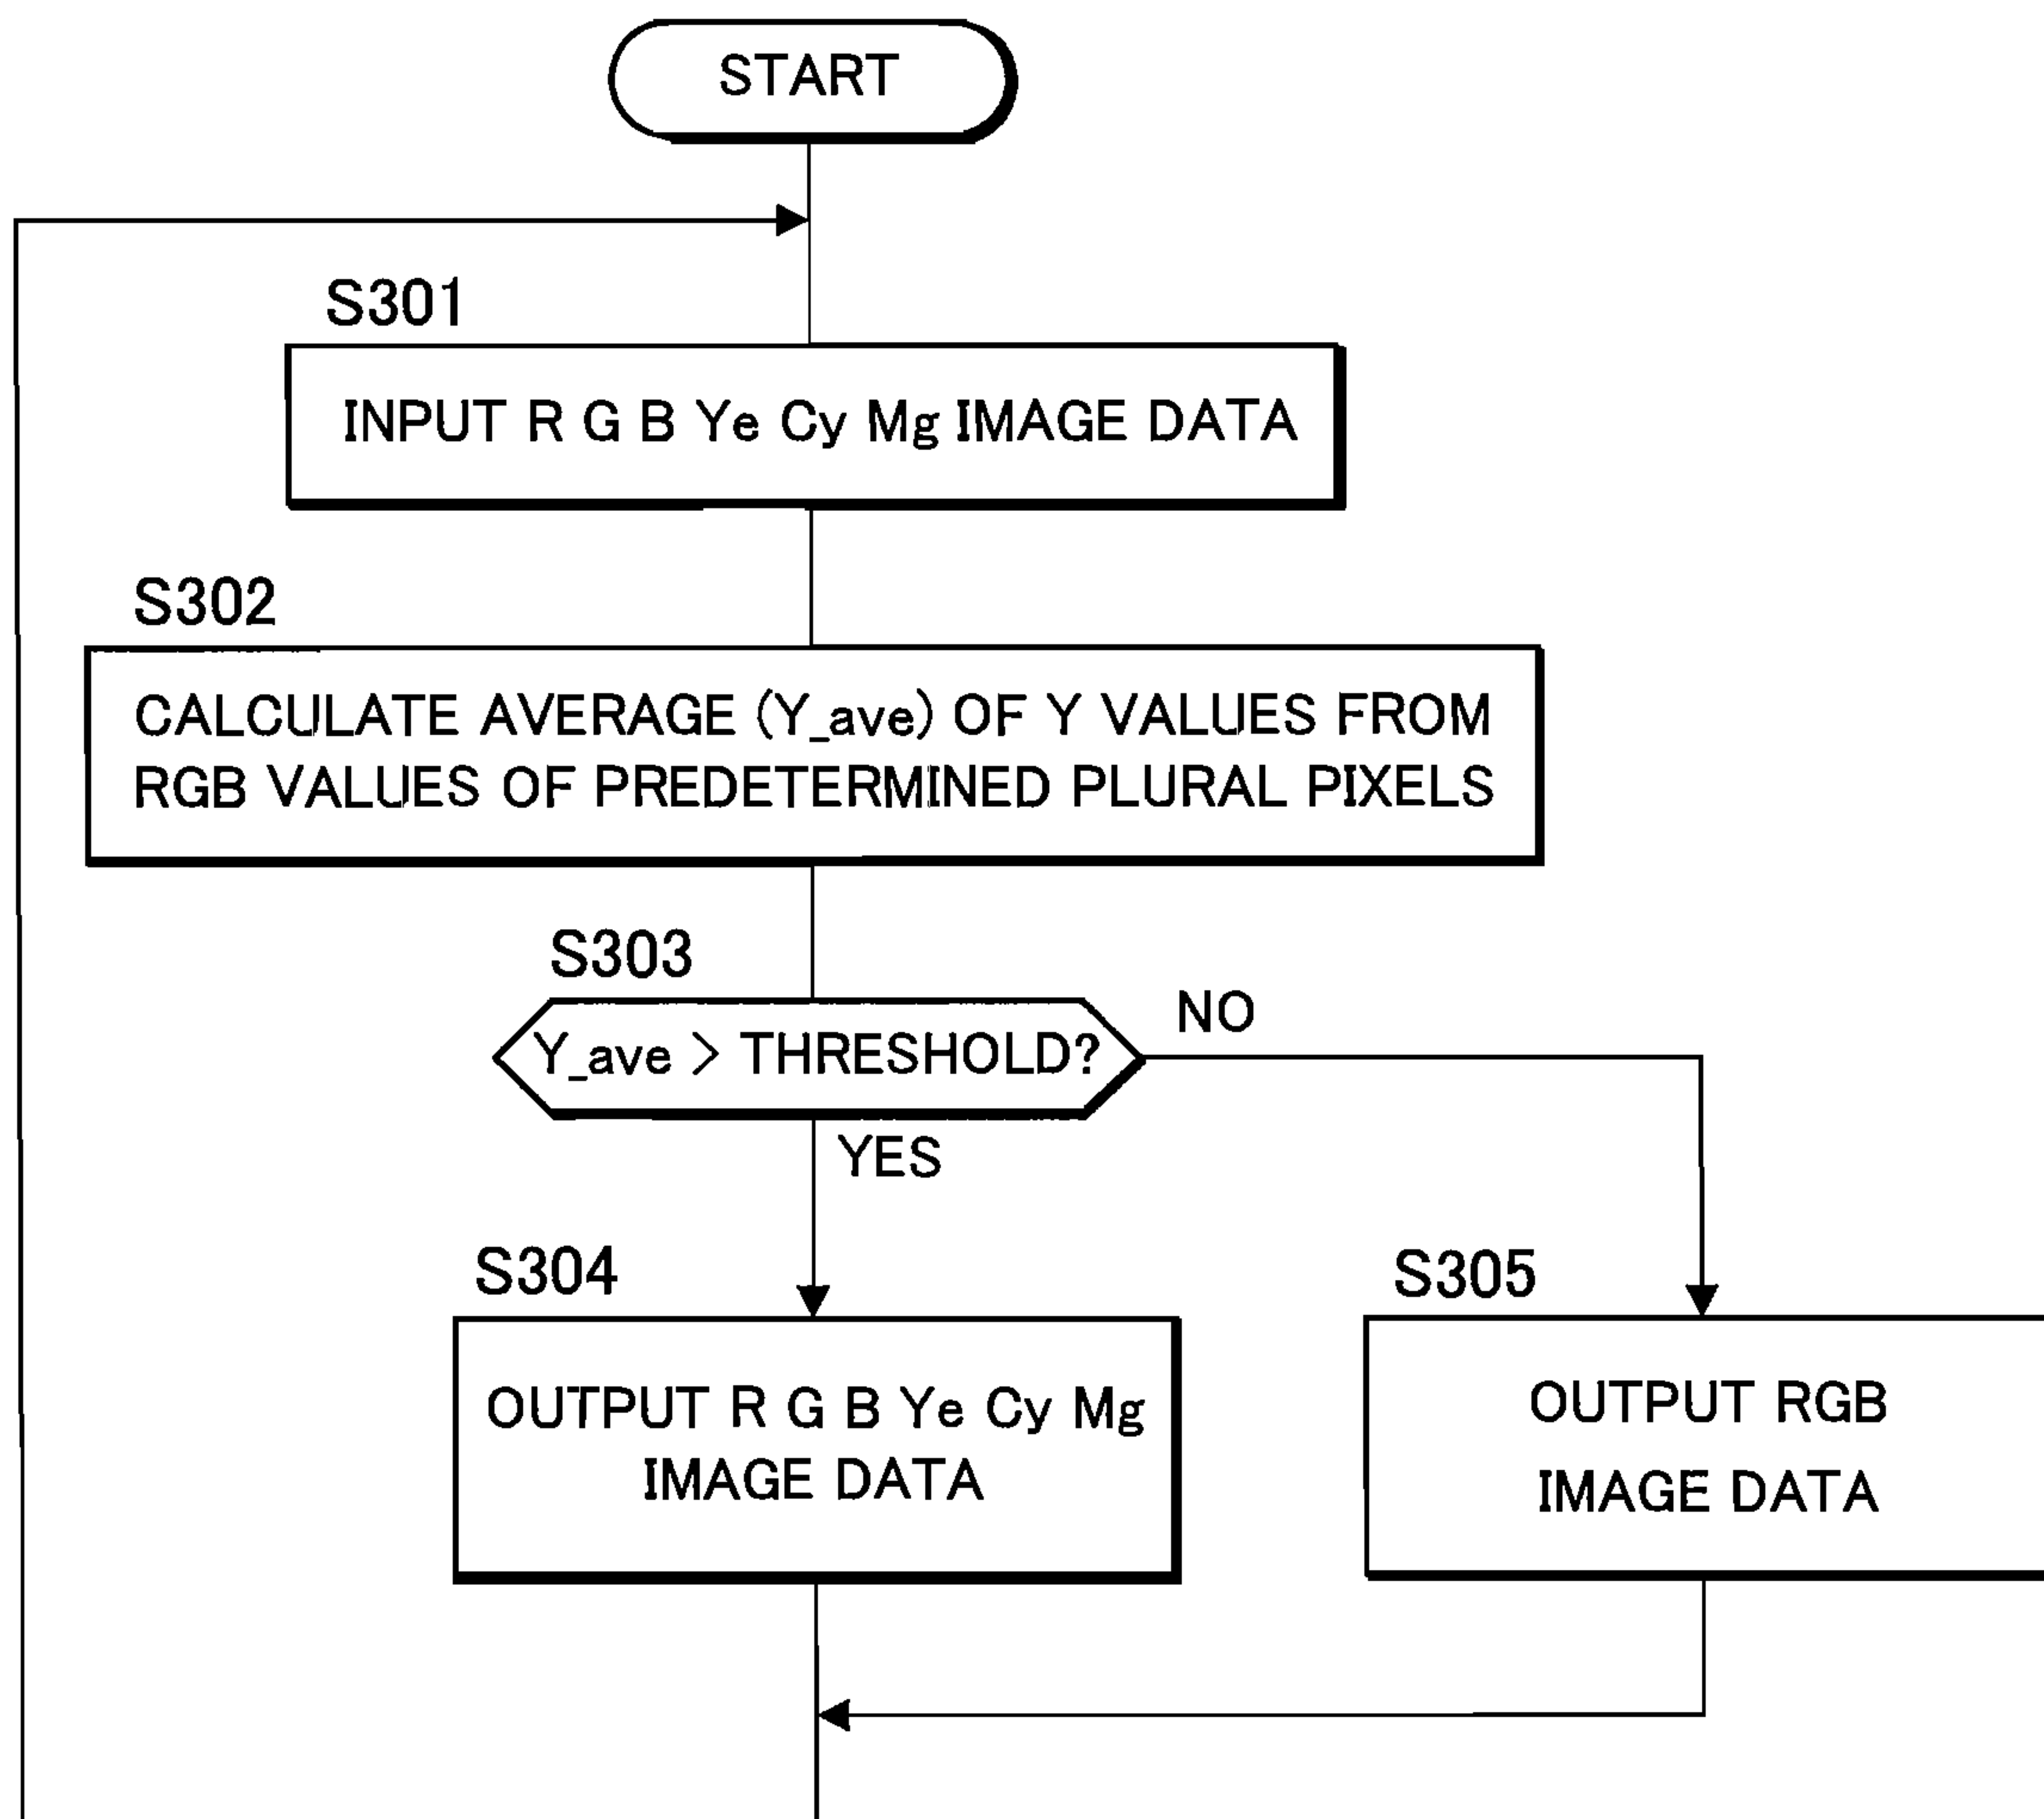 START
S301
INPUT R G B Ye Cy Mg IMAGE DATA
S302
CALCULATE AVERAGE (Y_ave) OF Y VALUES FROM
RGB VALUES OF PREDETERMINED PLURAL PIXELS
S303
Y_ave > THRESHOLD?
NO
YES
S304
OUTPUT R G B Ye Cy Mg
IMAGE DATA
S305
OUTPUT RGB
IMAGE DATA